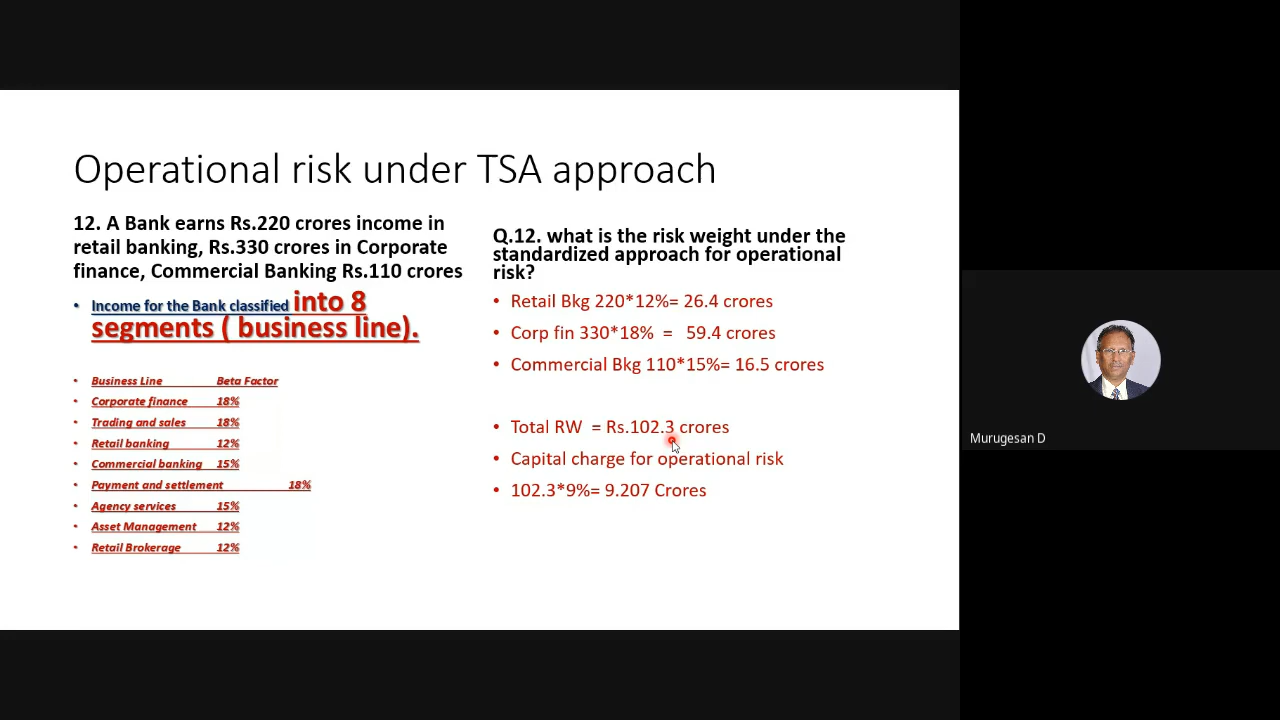 Operational risk under TSA approach
12. A Bank earns Rs.220 crores income in
retail banking, Rs.330 crores in Corporate
finance, Commercial Banking Rs.110 crores
• Income for the Bank classified into 8
segments ( business line).
• Business Line Beta Factor
• Corporate finance 18%
• Trading and sales 18%
• Retail banking 12%
• Commercial banking 15%
• Payment and settlement 18%
• Agency services 15%
• Asset Management 12%
• Retail Brokerage 12%
Q.12. what is the risk weight under the
standardized approach for operational
risk?
• Retail Bkg 220*12%= 26.4 crores
• Corp fin 330*18% = 59.4 crores
• Commercial Bkg 110*15%= 16.5 crores
• Total RW = Rs.102.3 crores
• Capital charge for operational risk
• 102.3*9%= 9.207 Crores
Murugesan D